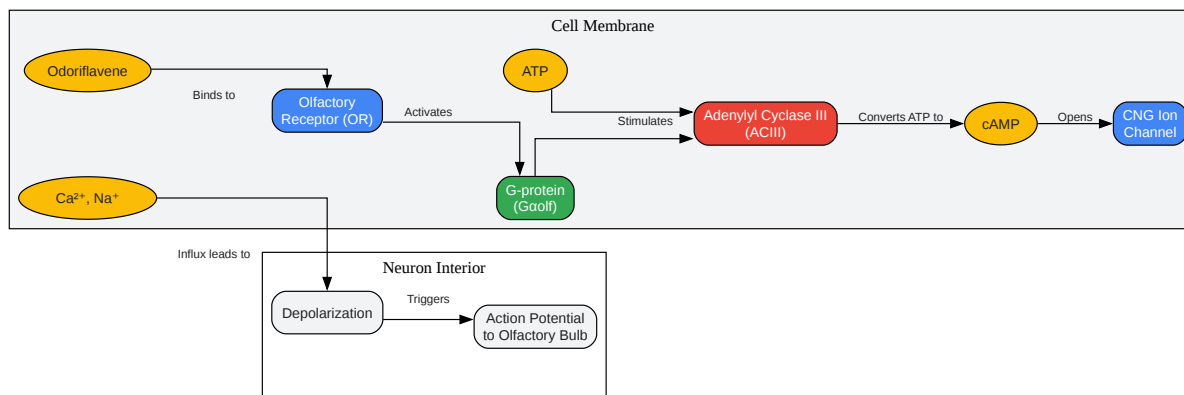 Cell Membrane
Odoriflavene
Binds to
Olfactory
Receptor (OR)
Activates
ATP
Stimulates
G-protein
(Gαolf)
Adenylyl Cyclase III
(ACIII)
Converts ATP to
cAMP
Opens
CNG Ion
Channel
Ca²⁺, Na⁺
Influx leads to
Neuron Interior
Depolarization
Triggers
Action Potential
to Olfactory Bulb